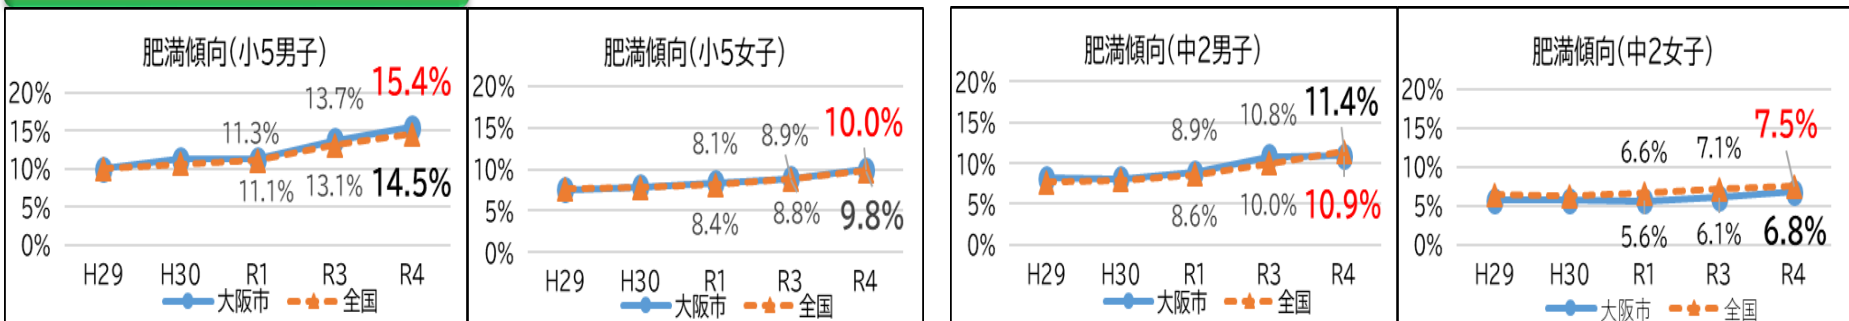 肥満傾向(小5男子)
15.4%
20%
13.7%
15%
11.3%
10%
11.1%
13.1%
14.5%
5%
0%
H29
H30
R1
R3
R4
大阪市
全国
肥満傾向(小5女子)
20%
10.0%
15%
8.1%
8.9%
10%
5%
8.4%
8.8%
9.8%
0%
H29
H30
R1
R3
R4
大阪市
全国
肥満傾向(中2男子)
20%
11.4%
10.8%
15%
8.9%
10%
5%
8.6%
10.0%
10.9%
0%
H29
H30
R1
R3
R4
大阪市
全国
肥満傾向(中2女子)
20%
7.5%
15%
6.6%
7.1%
10%
5%
5.6%
6.1%
6.8%
0%
H29
H30
R1
R3
R4
大阪市
全国